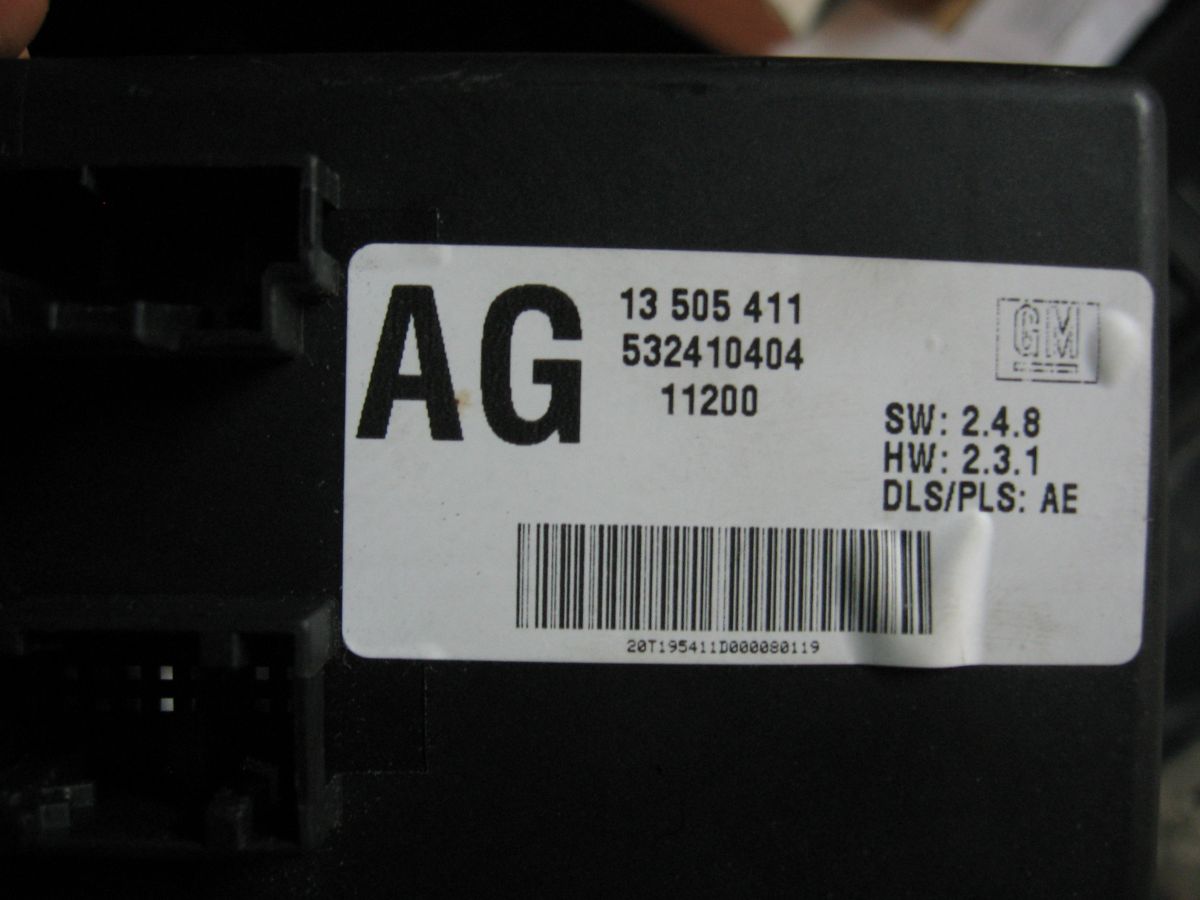 AG
13 505 411
532410404
11200
GM
SW: 2.4.8
HW: 2.3.1
DLS/PLS: AE
20T195411D000080119